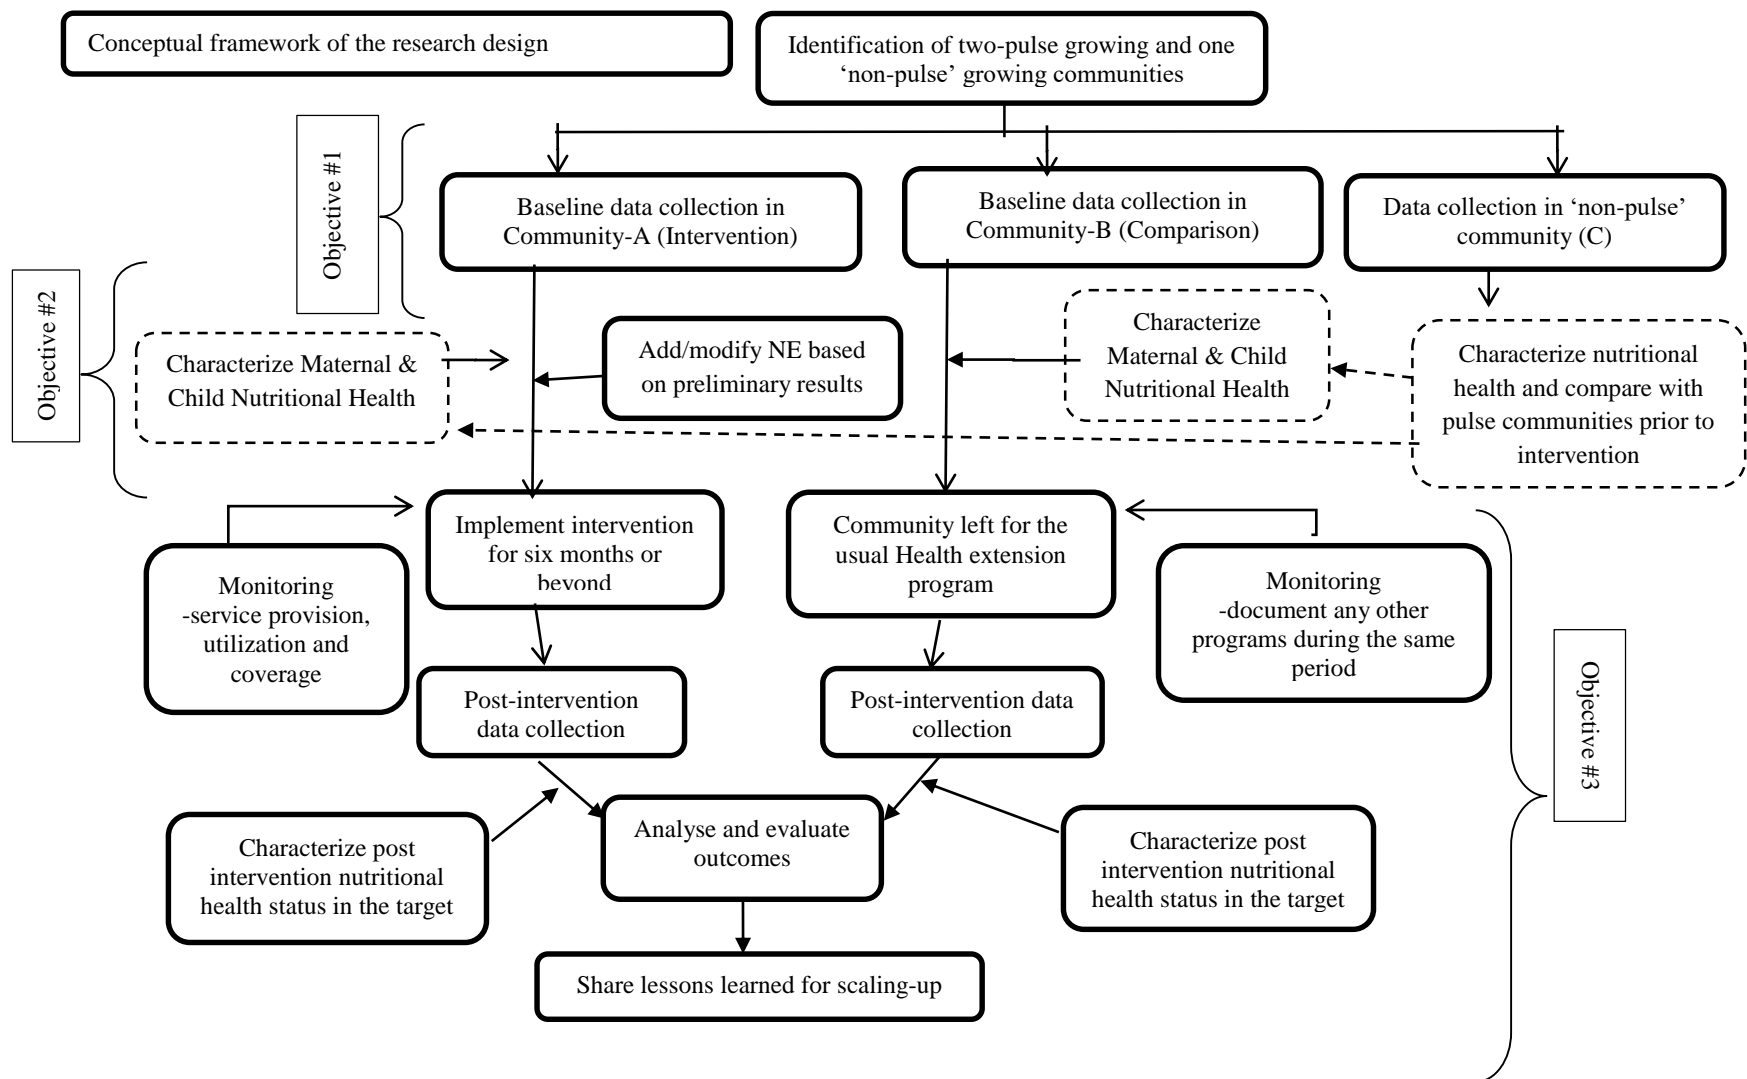 Conceptual framework of the research design
Identification of two-pulse growing and one
‘non-pulse’ growing communities
Objective #1
Baseline data collection in
Community-A (Intervention)
Baseline data collection in
Community-B (Comparison)
Data collection in ‘non-pulse’
community (C)
Objective #2
Characterize Maternal &
Child Nutritional Health
Add/modify NE based
on preliminary results
Characterize
Maternal & Child
Nutritional Health
Characterize nutritional
health and compare with
pulse communities prior to
intervention
Implement intervention
for six months or
beyond
Community left for the
usual Health extension
program
Monitoring
-service provision,
utilization and
coverage
Monitoring
-document any other
programs during the same
period
Objective #3
Post-intervention
data collection
Post-intervention data
collection
Characterize post
intervention nutritional
health status in the target
Analyse and evaluate
outcomes
Characterize post
intervention nutritional
health status in the target
Share lessons learned for scaling-up